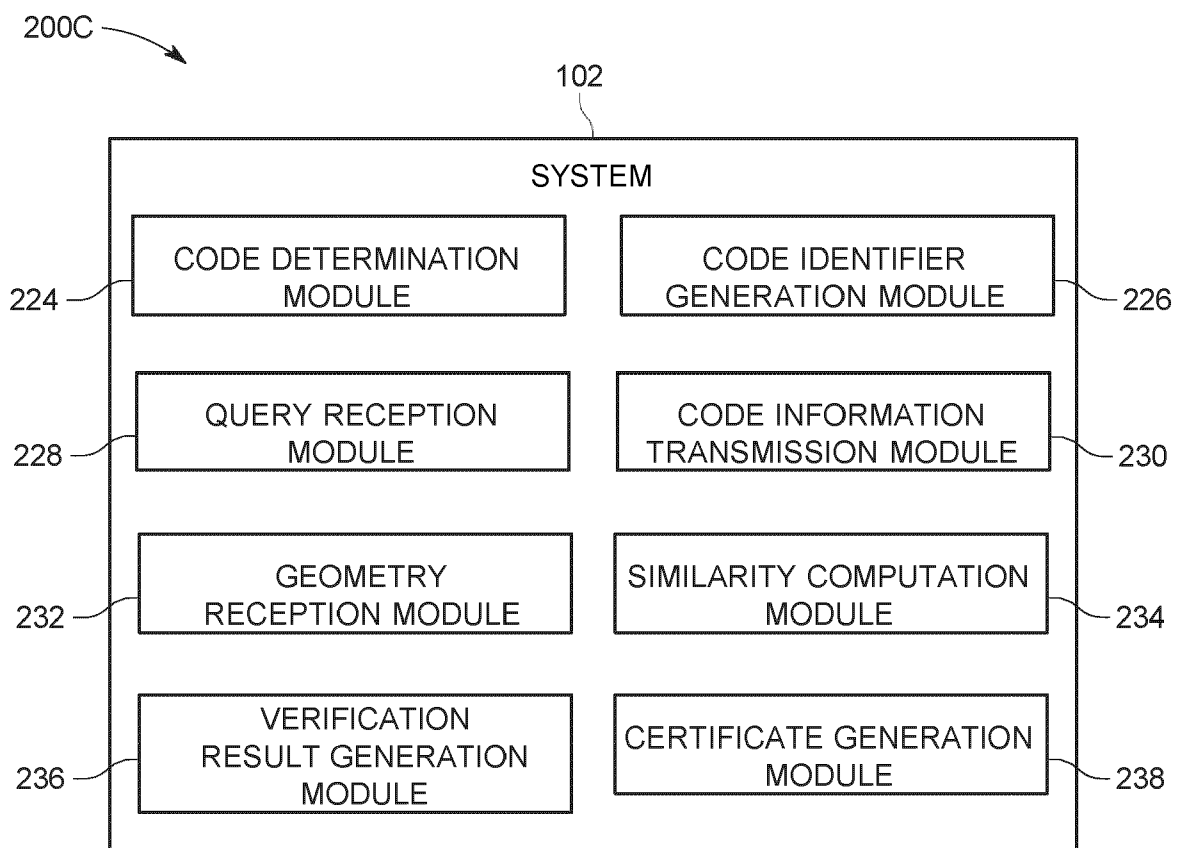 200C
102
SYSTEM
CODE DETERMINATION
MODULE
224
CODE IDENTIFIER
GENERATION MODULE
226
QUERY RECEPTION
MODULE
228
CODE INFORMATION
TRANSMISSION MODULE
230
GEOMETRY
RECEPTION MODULE
232
SIMILARITY COMPUTATION
MODULE
234
VERIFICATION
RESULT GENERATION
MODULE
236
CERTIFICATE GENERATION
MODULE
238